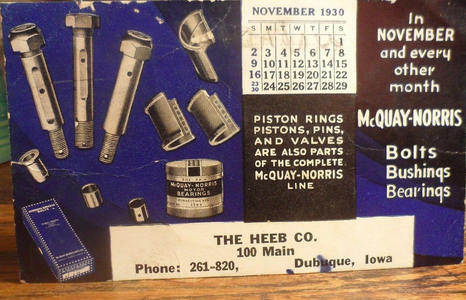 NOVEMBER 1930
S M T W T F S
1
2 3 4 5 6 7 8
9 10 11 12 13 14 15
16 17 18 19 20 21 22
23/30 24 25 26 27 28 29
In
NOVEMBER
and every
other
month
McQUAY-NORRIS
Bolts
Bushings
Bearings
PISTON RINGS
PISTONS, PINS,
AND VALVES
ARE ALSO PARTS
OF THE COMPLETE
McQUAY-NORRIS
LINE
McQUAY-NORRIS
MOTOR
BEARINGS
THE HEEB CO.
100 Main
Phone: 261-820, Dubuque, Iowa